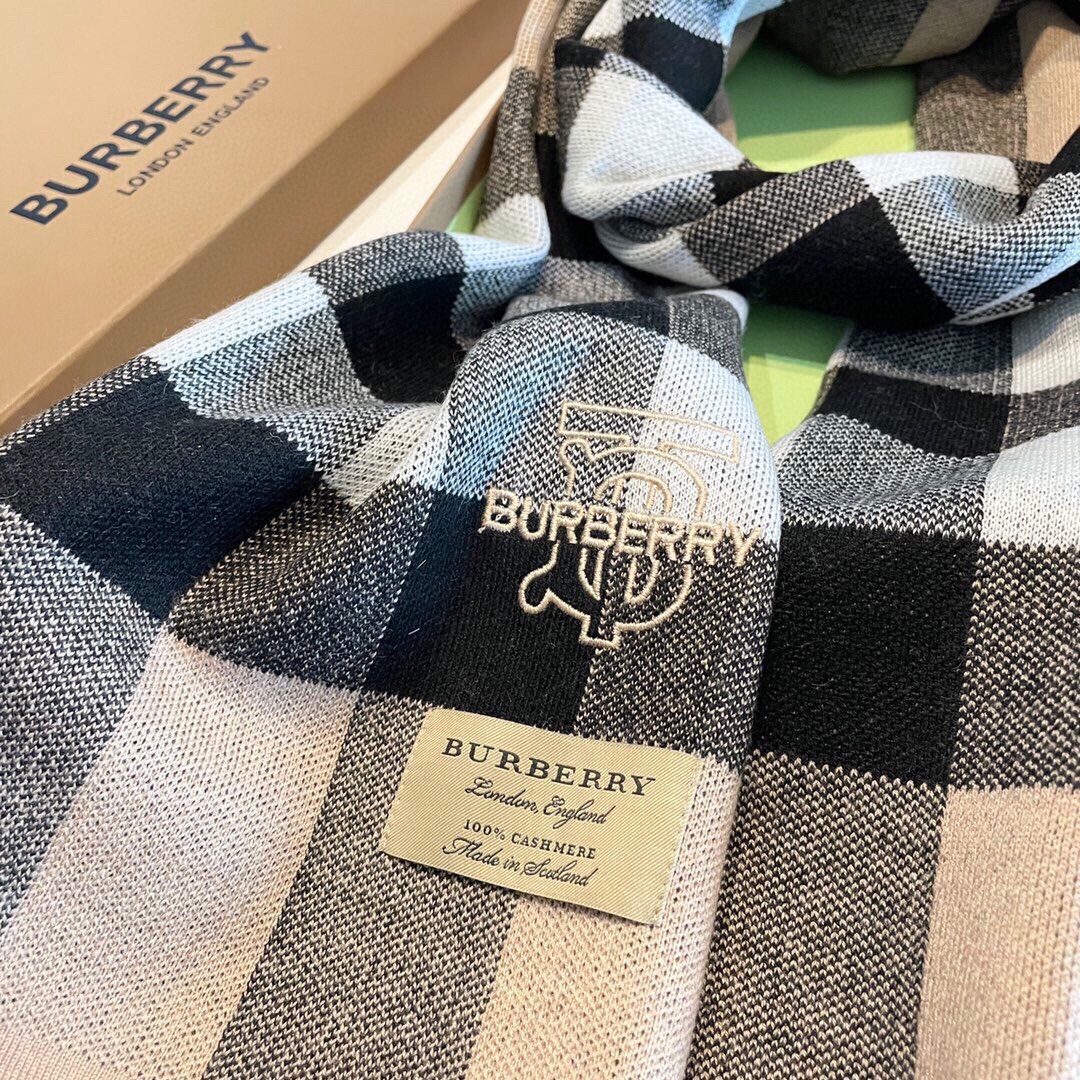 BURBERRY
LONDON ENGLAND
BURBERRY
BURBERRY
London, England
100% CASHMERE
Made in Scotland